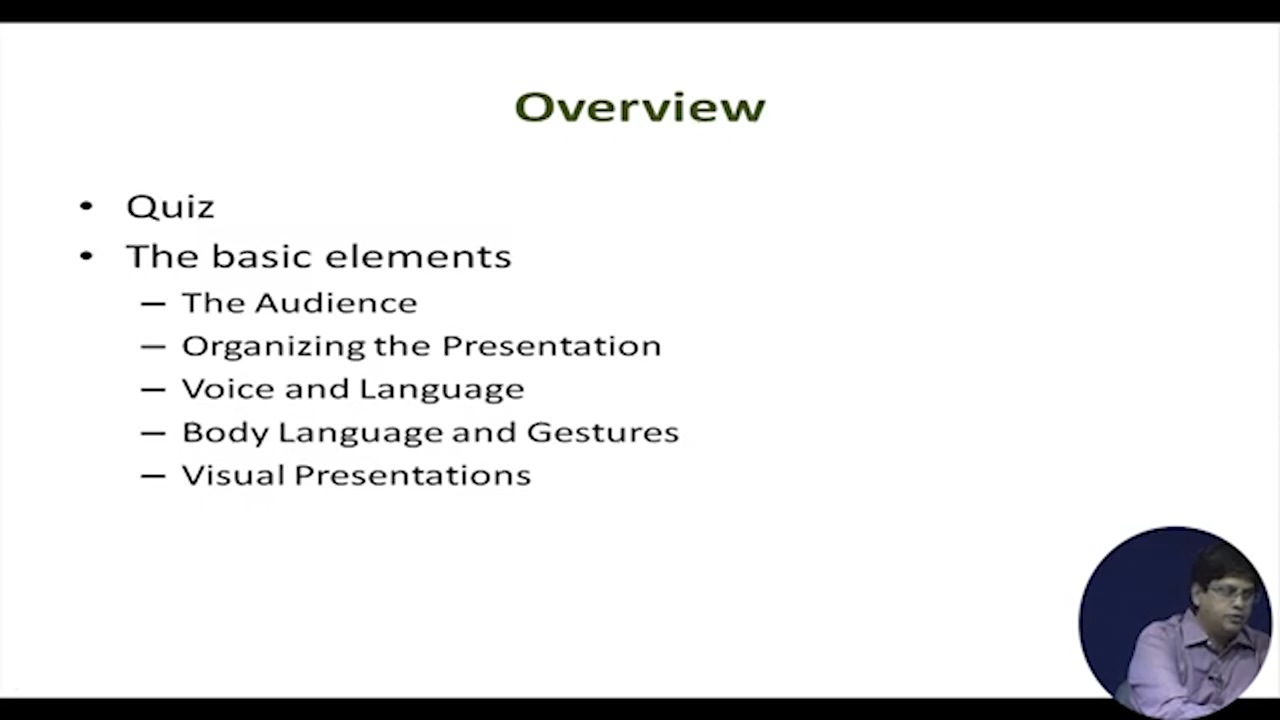 Overview
• Quiz
• The basic elements
– The Audience
– Organizing the Presentation
– Voice and Language
– Body Language and Gestures
– Visual Presentations